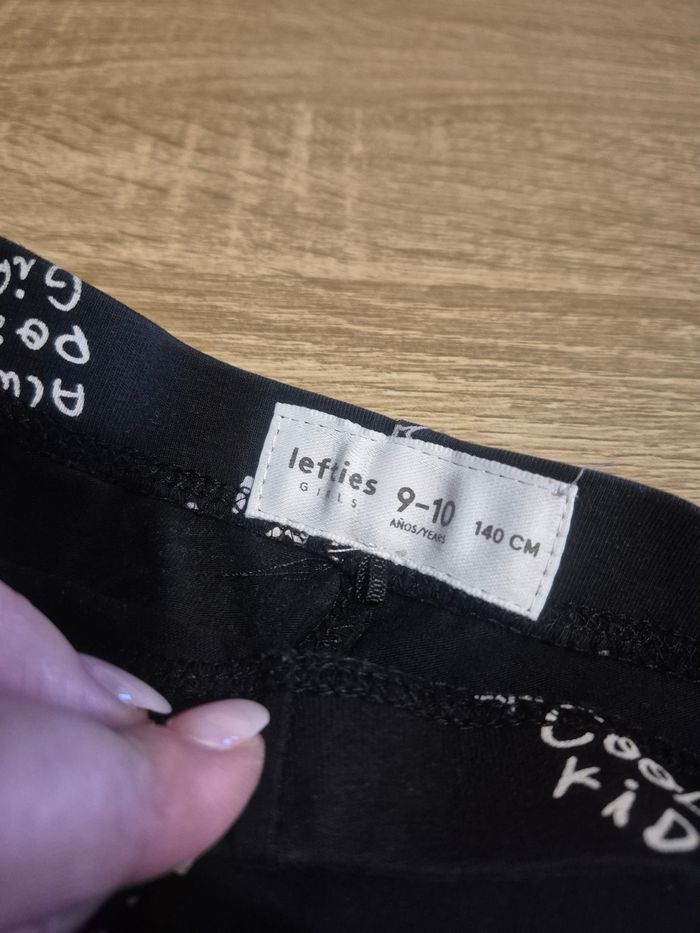 lefties
GIRLS
9-10
AÑOS/YEARS
140 CM
COOL
KiD